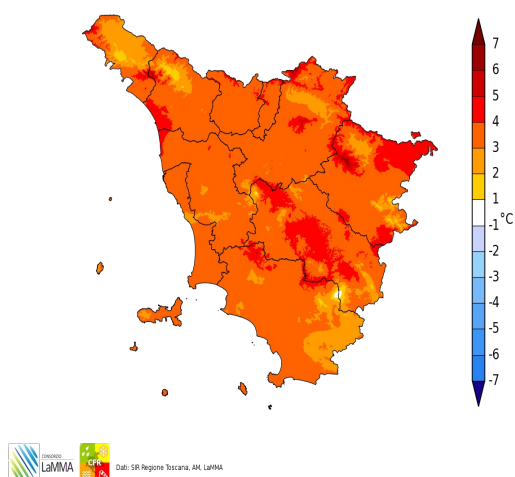 7
6
5
4
3
2
1
°C
-1
-2
-3
-4
-5
-6
-7
CONSORZIO
LaMMA
CFR
Dati: SIR Regione Toscana, AM, LaMMA